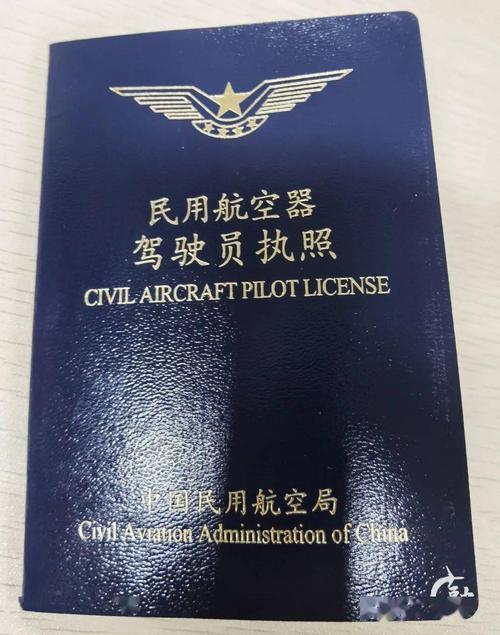 民用航空器
驾驶员执照
CIVIL AIRCRAFT PILOT LICENSE
中国民用航空局
Civil Aviation Administration of China